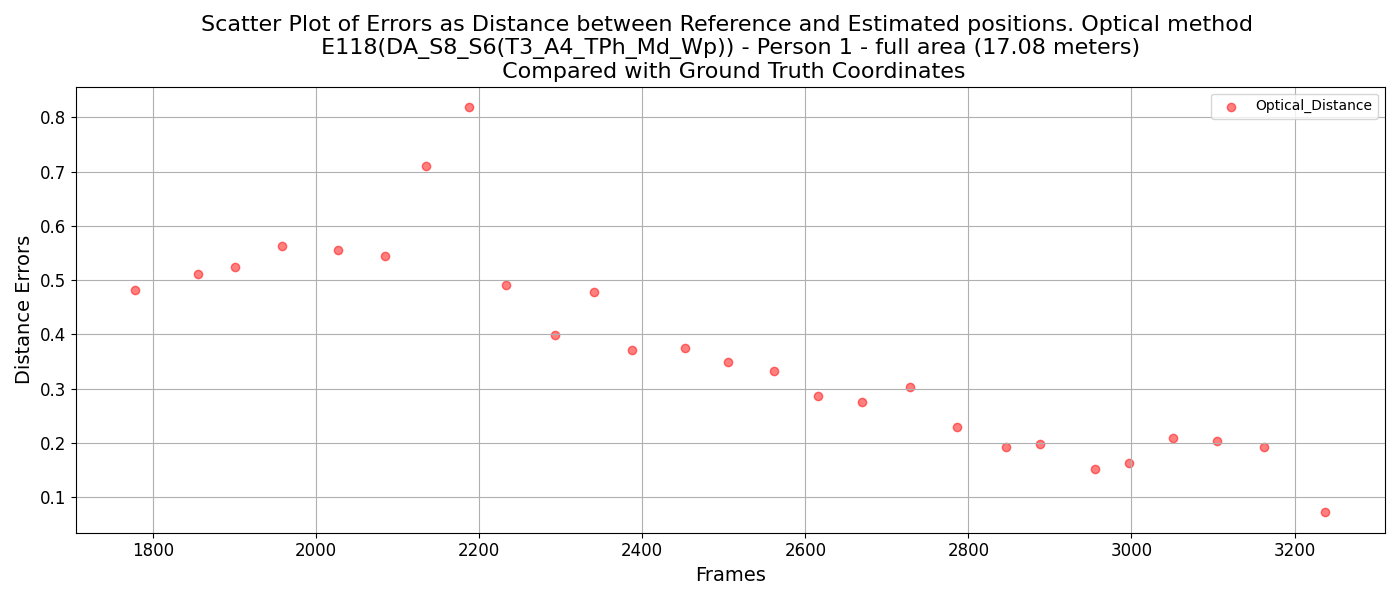 Scatter Plot of Errors as Distance between Reference and Estimated positions. Optical method
E118(DA_S8_S6(T3_A4_TPh_Md_Wp)) - Person 1 - full area (17.08 meters)
Compared with Ground Truth Coordinates
Optical_Distance
Distance Errors
0.8
0.7
0.6
0.5
0.4
0.3
0.2
0.1
1800 2000 2200 2400 2600 2800 3000 3200
Frames